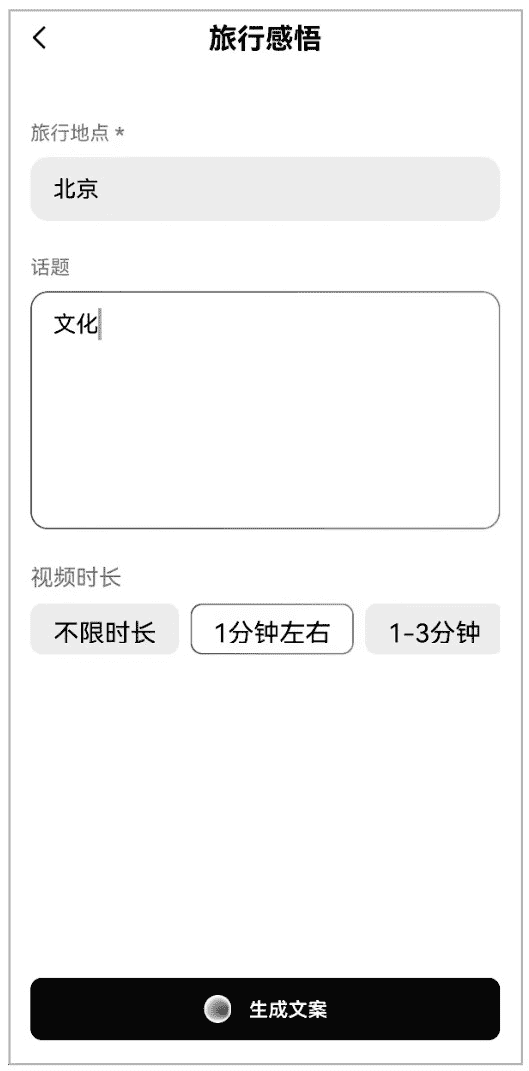 旅行感悟
旅行地点 *
北京
话题
文化
视频时长
不限时长 1分钟左右 1-3分钟
生成文案